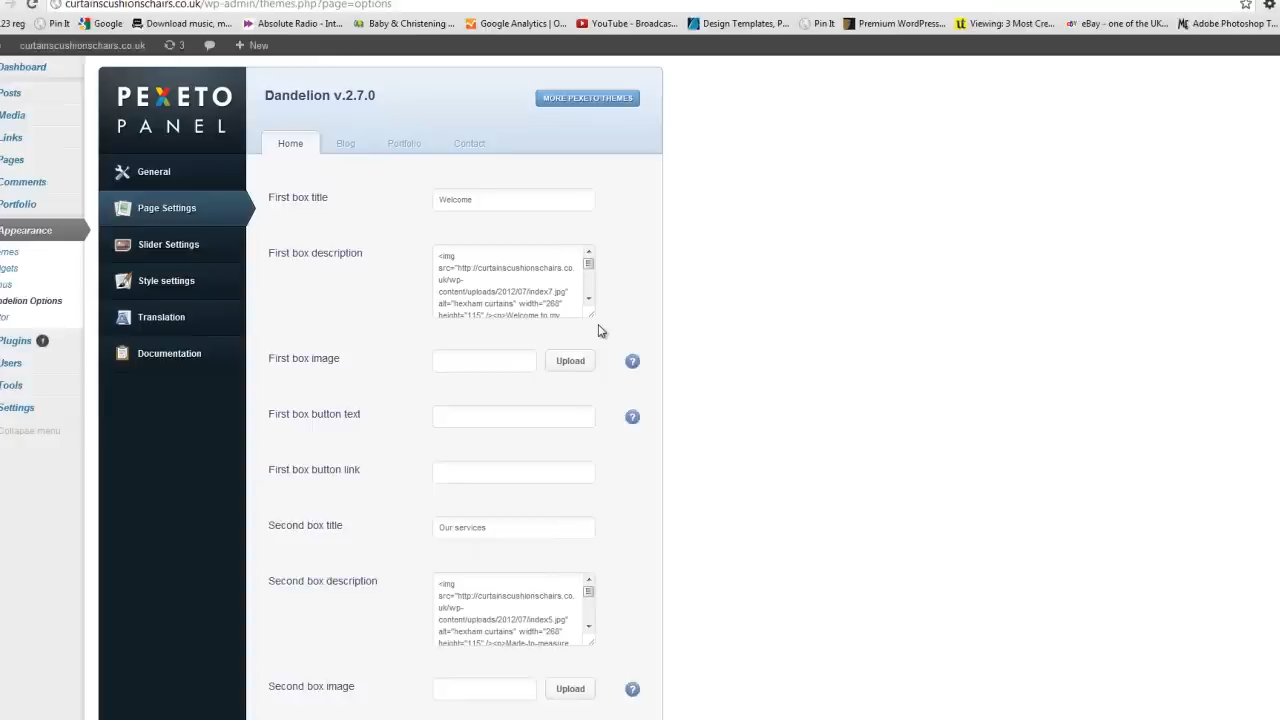 curtainscushionschairs.co.uk/wp-admin/themes.php?page=options
23 reg Pin It Google Download music, m... Absolute Radio - Int... Baby & Christening ... Google Analytics | O... YouTube - Broadcas... Design Templates, P... Pin It Premium WordPress... Viewing: 3 Most Cre... eBay - one of the UK... Adobe Photoshop T...
curtainscushionschairs.co.uk 3 + New
Dashboard
Posts
Media
Links
Pages
Comments
Portfolio
Appearance
emes
dgets
nus
ndelion Options
tor
Plugins
Users
Tools
Settings
Collapse menu
PEXETO
PANEL
General
Page Settings
Slider Settings
Style settings
Translation
Documentation
Dandelion v.2.7.0
MORE PEXETO THEMES
Home Blog Portfolio Contact
First box title
Welcome
First box description
<img
src="http://curtainscushionschairs.co.
uk/wp-
content/uploads/2012/07/index7.jpg"
alt="hexham curtains" width="268"
height="115" /><p>Welcome to my
First box image
Upload
?
First box button text
?
First box button link
Second box title
Our services
Second box description
<img
src="http://curtainscushionschairs.co.
uk/wp-
content/uploads/2012/07/index5.jpg"
alt="hexham curtains" width="268"
height="115" /><p>Made-to-measure
Second box image
Upload
?